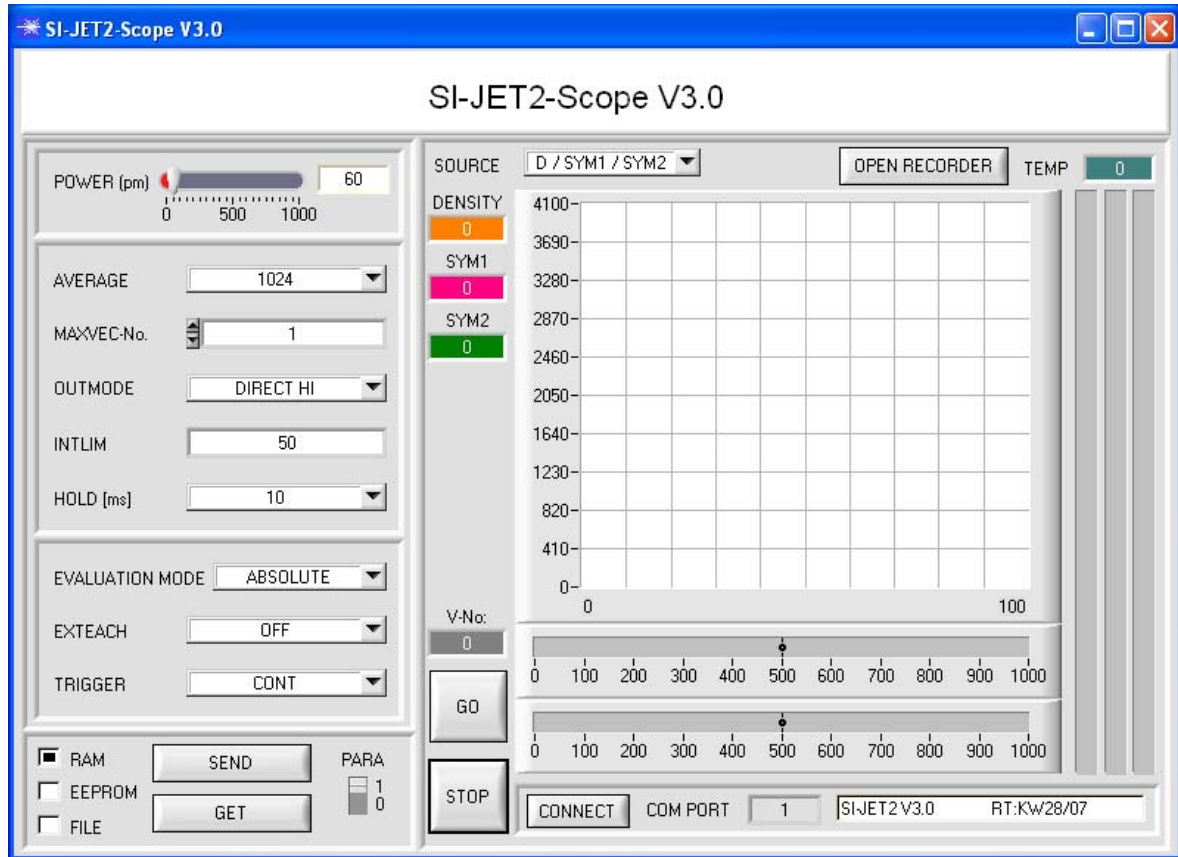 SI-JET2-Scope V3.0
SI-JET2-Scope V3.0
POWER (pm)
60
0 500 1000
AVERAGE 1024
MAXVEC-No. 1
OUTMODE DIRECT HI
INTLIM 50
HOLD [ms] 10
EVALUATION MODE ABSOLUTE
EXTEACH OFF
TRIGGER CONT
RAM
EEPROM
FILE
SEND
GET
PARA
1
0
SOURCE D / SYM1 / SYM2
OPEN RECORDER
TEMP 0
DENSITY
0
SYM1
0
SYM2
0
4100
3690
3280
2870
2460
2050
1640
1230
820
410
0
0 100
V-No:
0
GO
STOP
0 100 200 300 400 500 600 700 800 900 1000
0 100 200 300 400 500 600 700 800 900 1000
CONNECT COM PORT 1 SI-JET2 V3.0 RT:KW28/07